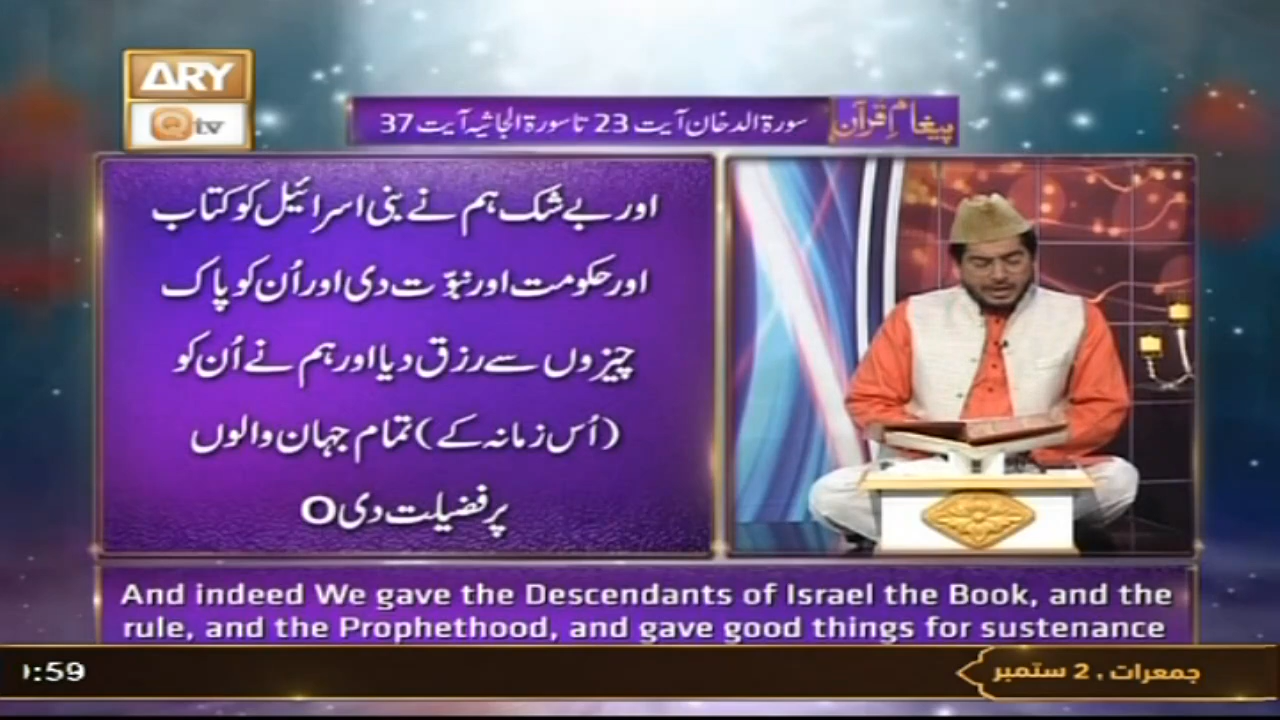 ARY
Qtv
پیغامِ قرآن
سورۃ الدخان آیت 23 تا سورۃ الجاثیہ آیت 37
اور بے شک ہم نے بنی اسرائیل کو کتاب
اور حکومت اور نبوّت دی اور اُن کو پاک
چیزوں سے رزق دیا اور ہم نے اُن کو
(اُس زمانہ کے) تمام جہان والوں
پر فضیلت دی O
And indeed We gave the Descendants of Israel the Book, and the
rule, and the Prophethood, and gave good things for sustenance
:59
جمعرات , 2 ستمبر